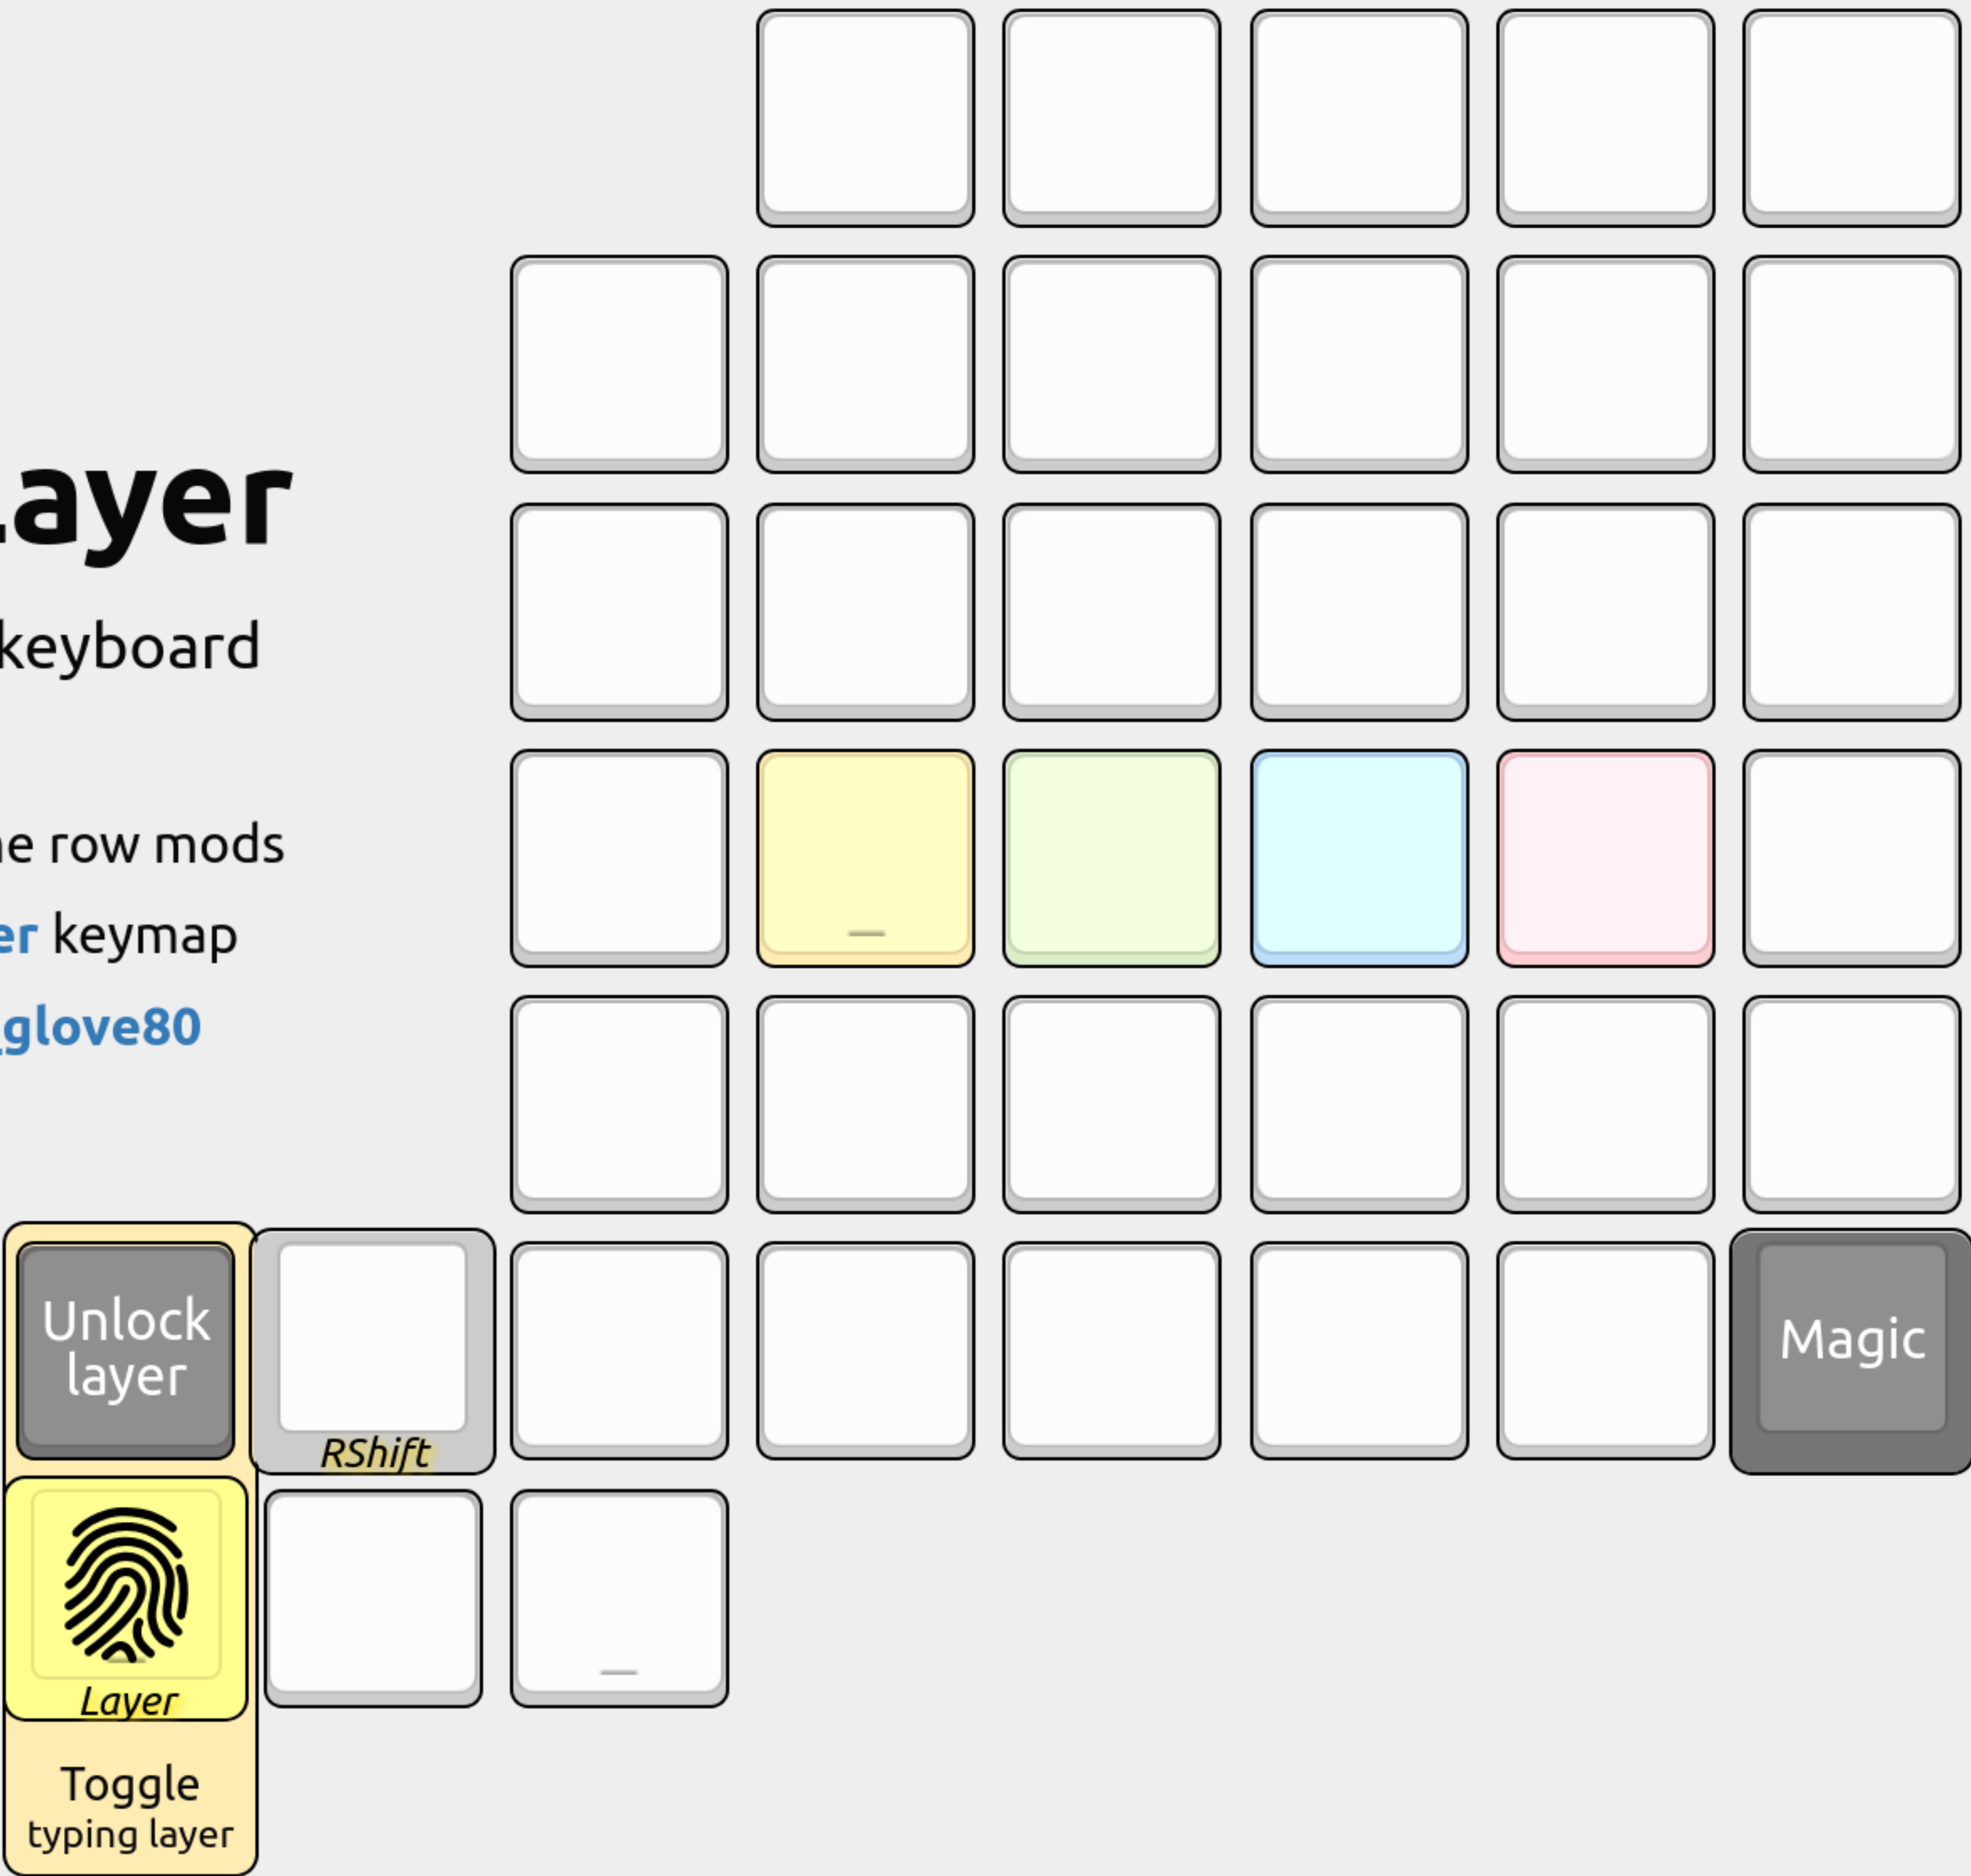 ayer
keyboard
e row mods
er keymap
glove80
Unlock
layer
Magic
RShift
Layer
Toggle
typing layer